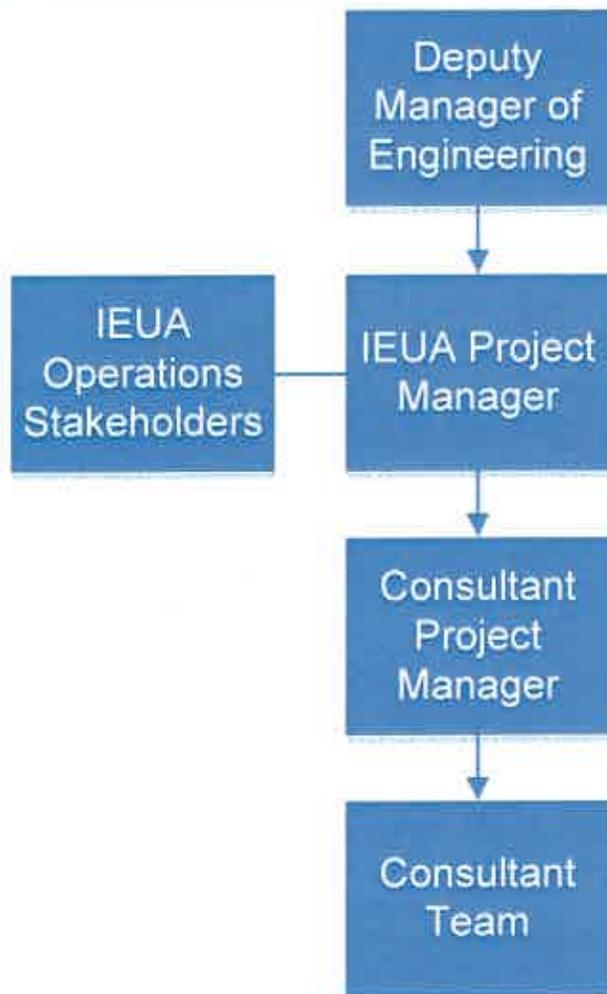 Deputy
Manager of
Engineering
IEUA
Operations
Stakeholders
IEUA Project
Manager
Consultant
Project
Manager
Consultant
Team